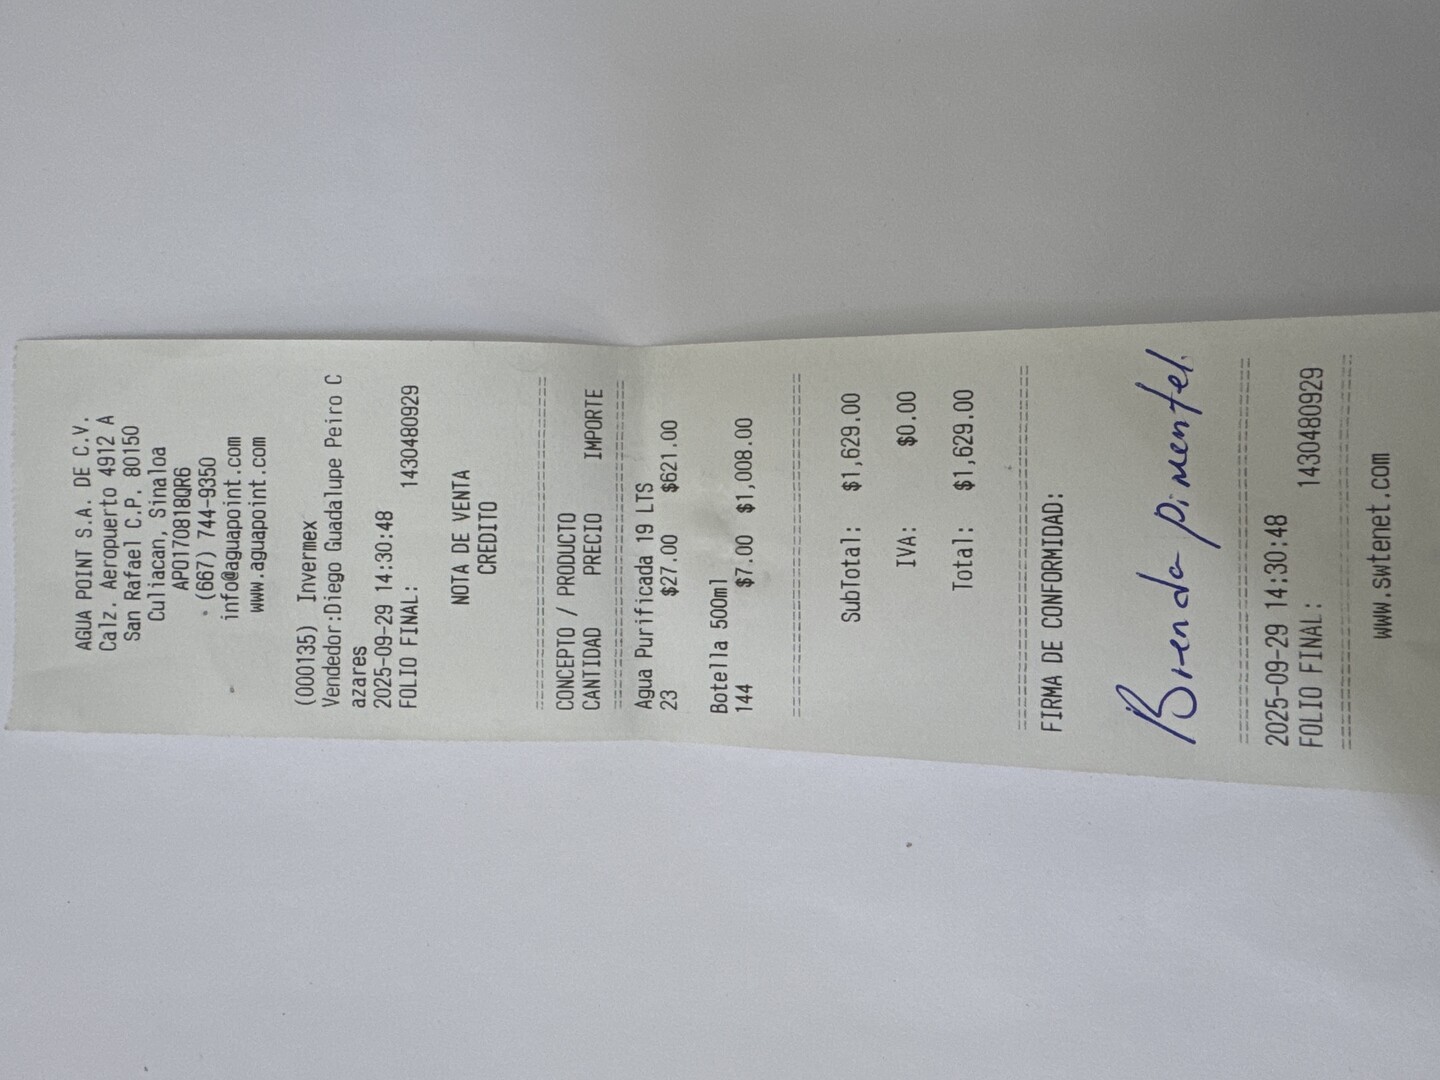 AGUA POINT S.A. DE C.V.
Calz. Aeropuerto 4912 A
San Rafael C.P. 80150
Culiacan, Sinaloa
APO170818QR6
(667) 744-9350
info@aguapoint.com
www.aguapoint.com
(000135) Invermex
Vendedor:Diego Guadalupe Peiro C
azares
2025-09-29 14:30:48
FOLIO FINAL: 1430480929
NOTA DE VENTA
CREDITO
CONCEPTO / PRODUCTO
CANTIDAD PRECIO IMPORTE
Agua Purificada 19 LTS
23 $27.00 $621.00
Botella 500ml
144 $7.00 $1,008.00
SubTotal: $1,629.00
IVA: $0.00
Total: $1,629.00
FIRMA DE CONFORMIDAD:
Brenda pimentel.
2025-09-29 14:30:48
FOLIO FINAL: 1430480929
www.swtenet.com